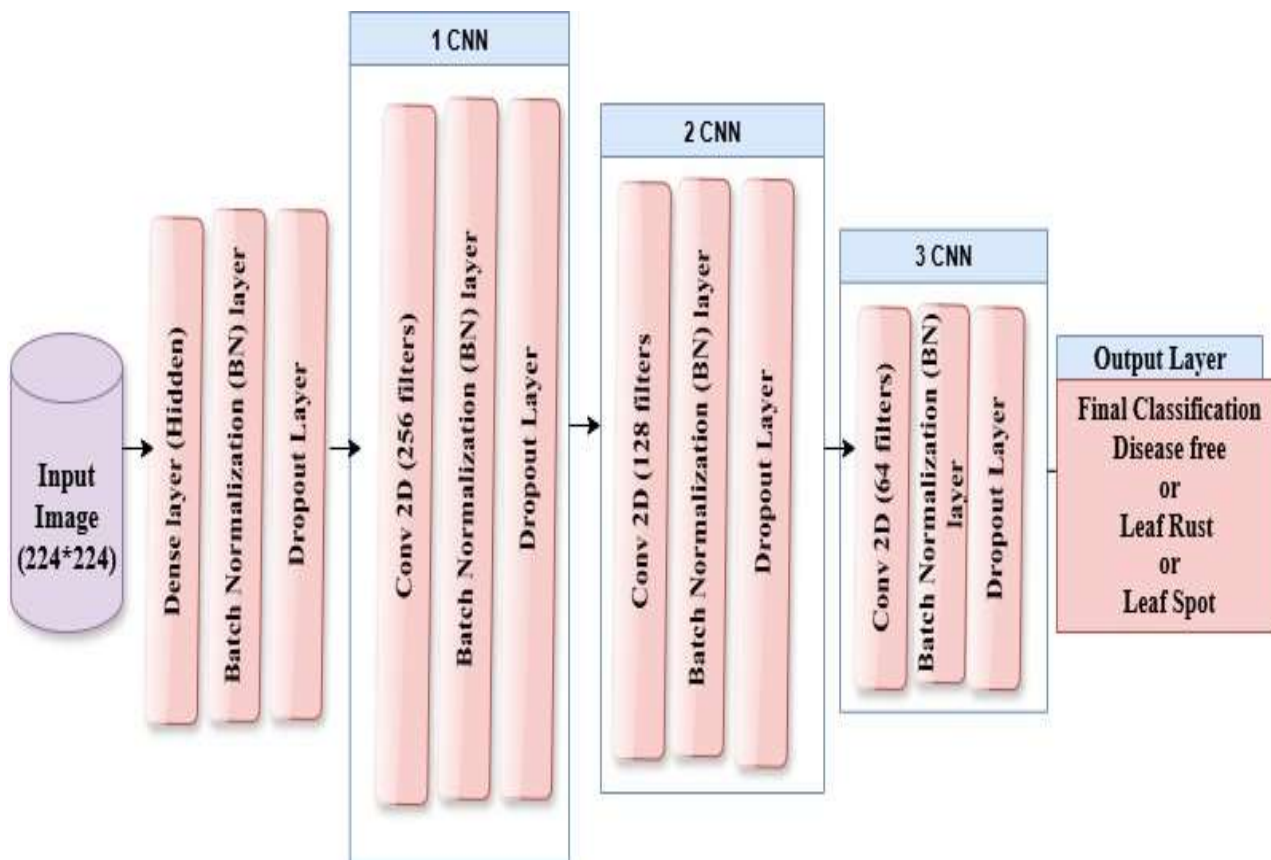 Input
Image
(224*224)
Dense layer (Hidden)
Batch Normalization (BN) layer
Dropout Layer
1 CNN
Conv 2D (256 filters)
Batch Normalization (BN) layer
Dropout Layer
2 CNN
Conv 2D (128 filters
Batch Normalization (BN) layer
Dropout Layer
3 CNN
Conv 2D (64 filters)
Batch Normalization (BN)
layer
Dropout Layer
Output Layer
Final Classification
Disease free
or
Leaf Rust
or
Leaf Spot